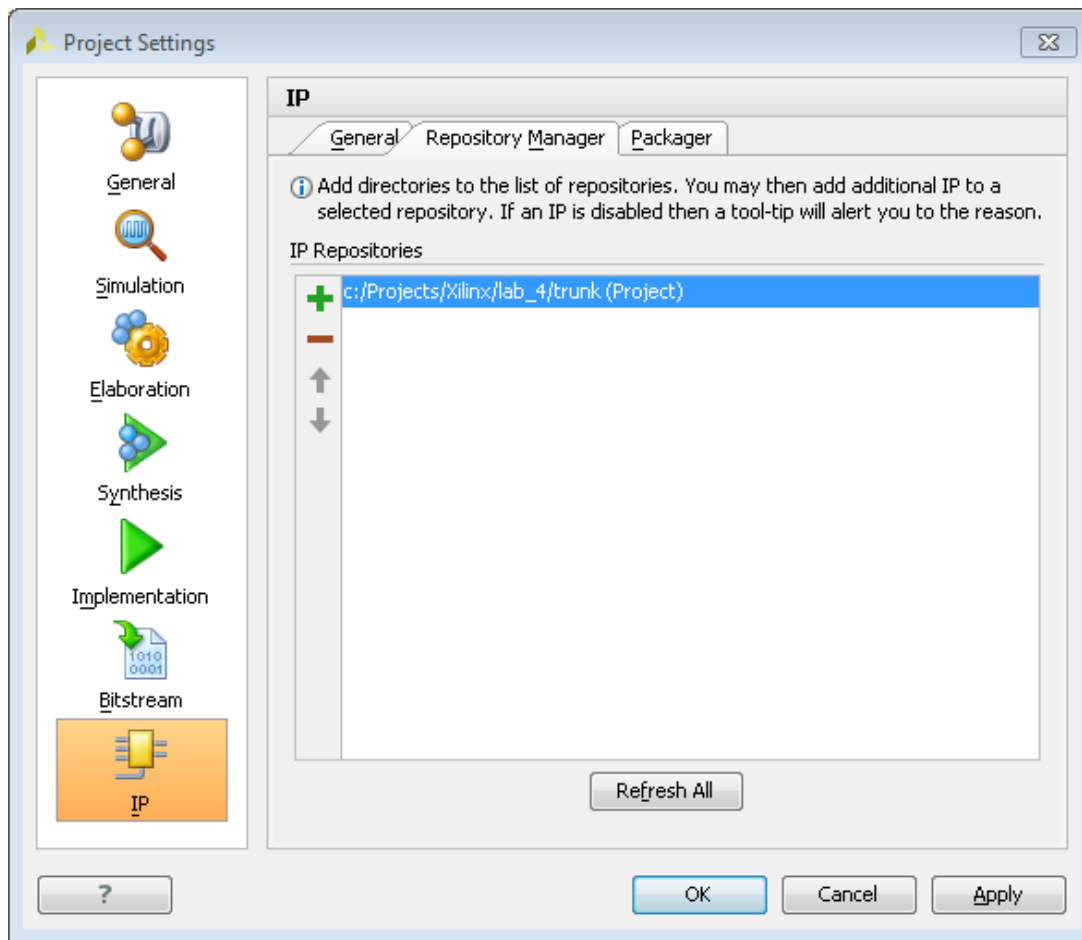 Project Settings
General
Simulation
Elaboration
Synthesis
Implementation
1010
0001
Bitstream
IP
IP
General Repository Manager Packager
Add directories to the list of repositories. You may then add additional IP to a
selected repository. If an IP is disabled then a tool-tip will alert you to the reason.
IP Repositories
c:/Projects/Xilinx/lab_4/trunk (Project)
Refresh All
? OK Cancel Apply